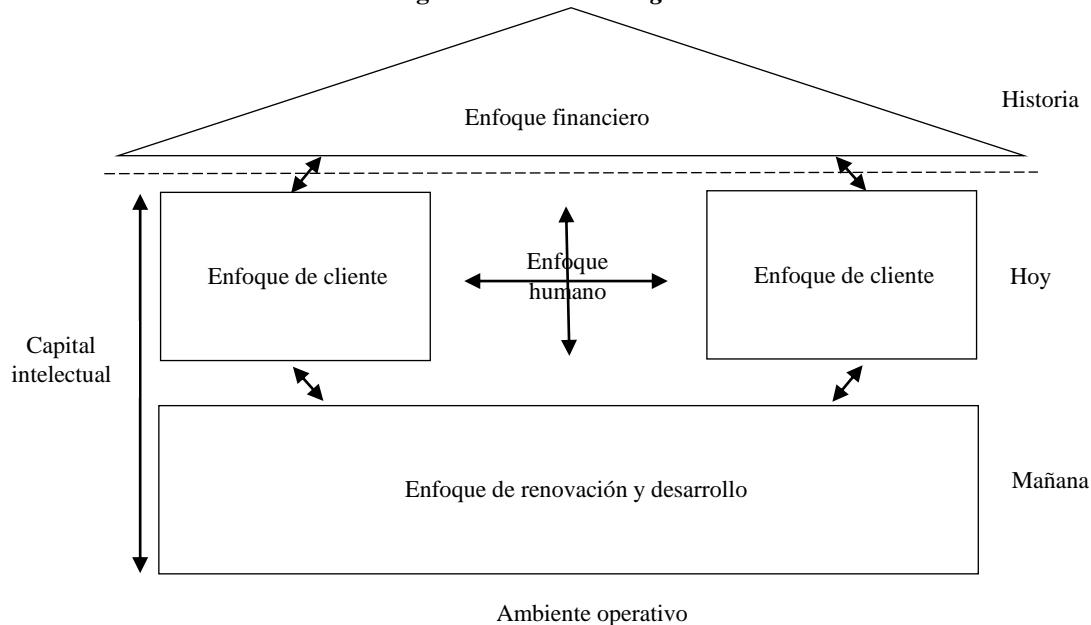 Historia
Enfoque financiero
Enfoque de cliente
Enfoque
humano
Enfoque de cliente
Hoy
Capital
intelectual
Enfoque de renovación y desarrollo
Mañana
Ambiente operativo